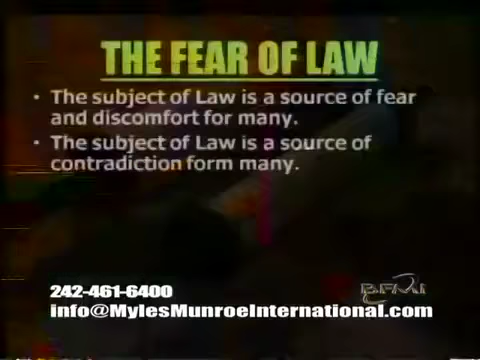 THE FEAR OF LAW
• The subject of Law is a source of fear
and discomfort for many.
• The subject of Law is a source of
contradiction form many.
242-461-6400
BFMI
info@MylesMunroeInternational.com